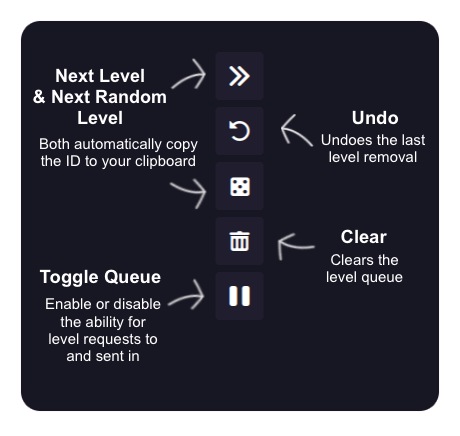 Next Level
& Next Random
Level
Both automatically copy
the ID to your clipboard
Undo
Undoes the last
level removal
Clear
Clears the
level queue
Toggle Queue
Enable or disable
the ability for
level requests to
and sent in